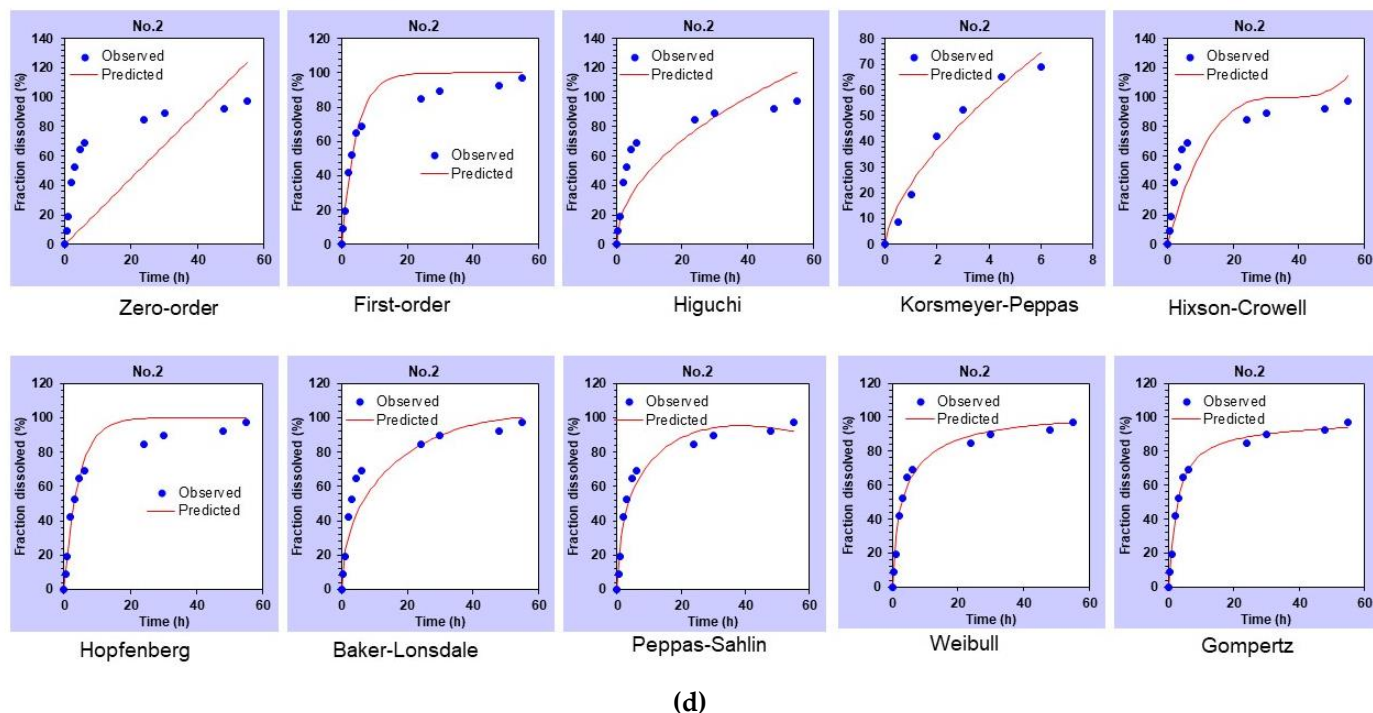 No.2
Fraction dissolved (%)
140
120
100
80
60
40
20
0
Observed
Predicted
0 20 40 60
Time (h)
Zero-order
No.2
Fraction dissolved (%)
120
100
80
60
40
20
0
Observed
Predicted
0 20 40 60
Time (h)
First-order
No.2
Fraction dissolved (%)
140
120
100
80
60
40
20
0
Observed
Predicted
0 20 40 60
Time (h)
Higuchi
No.2
Fraction dissolved (%)
80
70
60
50
40
30
20
10
0
Observed
Predicted
0 2 4 6 8
Time (h)
Korsmeyer-Peppas
No.2
Fraction dissolved (%)
140
120
100
80
60
40
20
0
Observed
Predicted
0 20 40 60
Time (h)
Hixson-Crowell
No.2
Fraction dissolved (%)
120
100
80
60
40
20
0
Observed
Predicted
0 20 40 60
Time (h)
Hopfenberg
No.2
Fraction dissolved (%)
120
100
80
60
40
20
0
Observed
Predicted
0 20 40 60
Time (h)
Baker-Lonsdale
No.2
Fraction dissolved (%)
120
100
80
60
40
20
0
Observed
Predicted
0 20 40 60
Time (h)
Peppas-Sahlin
No.2
Fraction dissolved (%)
120
100
80
60
40
20
0
Observed
Predicted
0 20 40 60
Time (h)
Weibull
No.2
Fraction dissolved (%)
120
100
80
60
40
20
0
Observed
Predicted
0 20 40 60
Time (h)
Gompertz
(d)